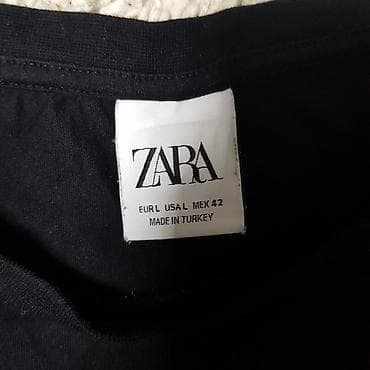 ZARA
EUR L USA L MEX 42
MADE IN TURKEY